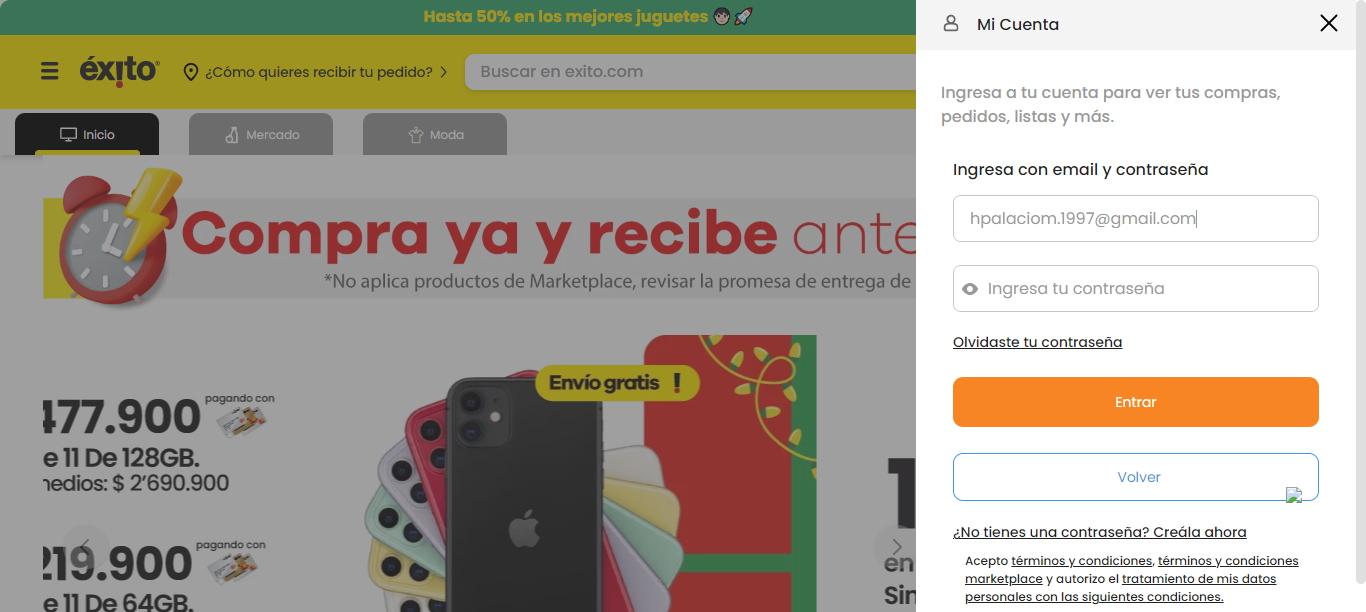 Hasta 50% en los mejores juguetes
Mi Cuenta
éxito
¿Cómo quieres recibir tu pedido?
Buscar en exito.com
Inicio
Mercado
Moda
Compra ya y recibe ante
*No aplica productos de Marketplace, revisar la promesa de entrega de
477.900
pagando con
e 11 De 128GB.
medios: $ 2'690.900
219.900
pagando con
e 11 De 64GB.
Envío gratis !
1
en
Sin
Ingresa a tu cuenta para ver tus compras,
pedidos, listas y más.
Ingresa con email y contraseña
hpalaciom.1997@gmail.com
Ingresa tu contraseña
Olvidaste tu contraseña
Entrar
Volver
¿No tienes una contraseña? Creála ahora
Acepto términos y condiciones, términos y condiciones
marketplace y autorizo el tratamiento de mis datos
personales con las siguientes condiciones.